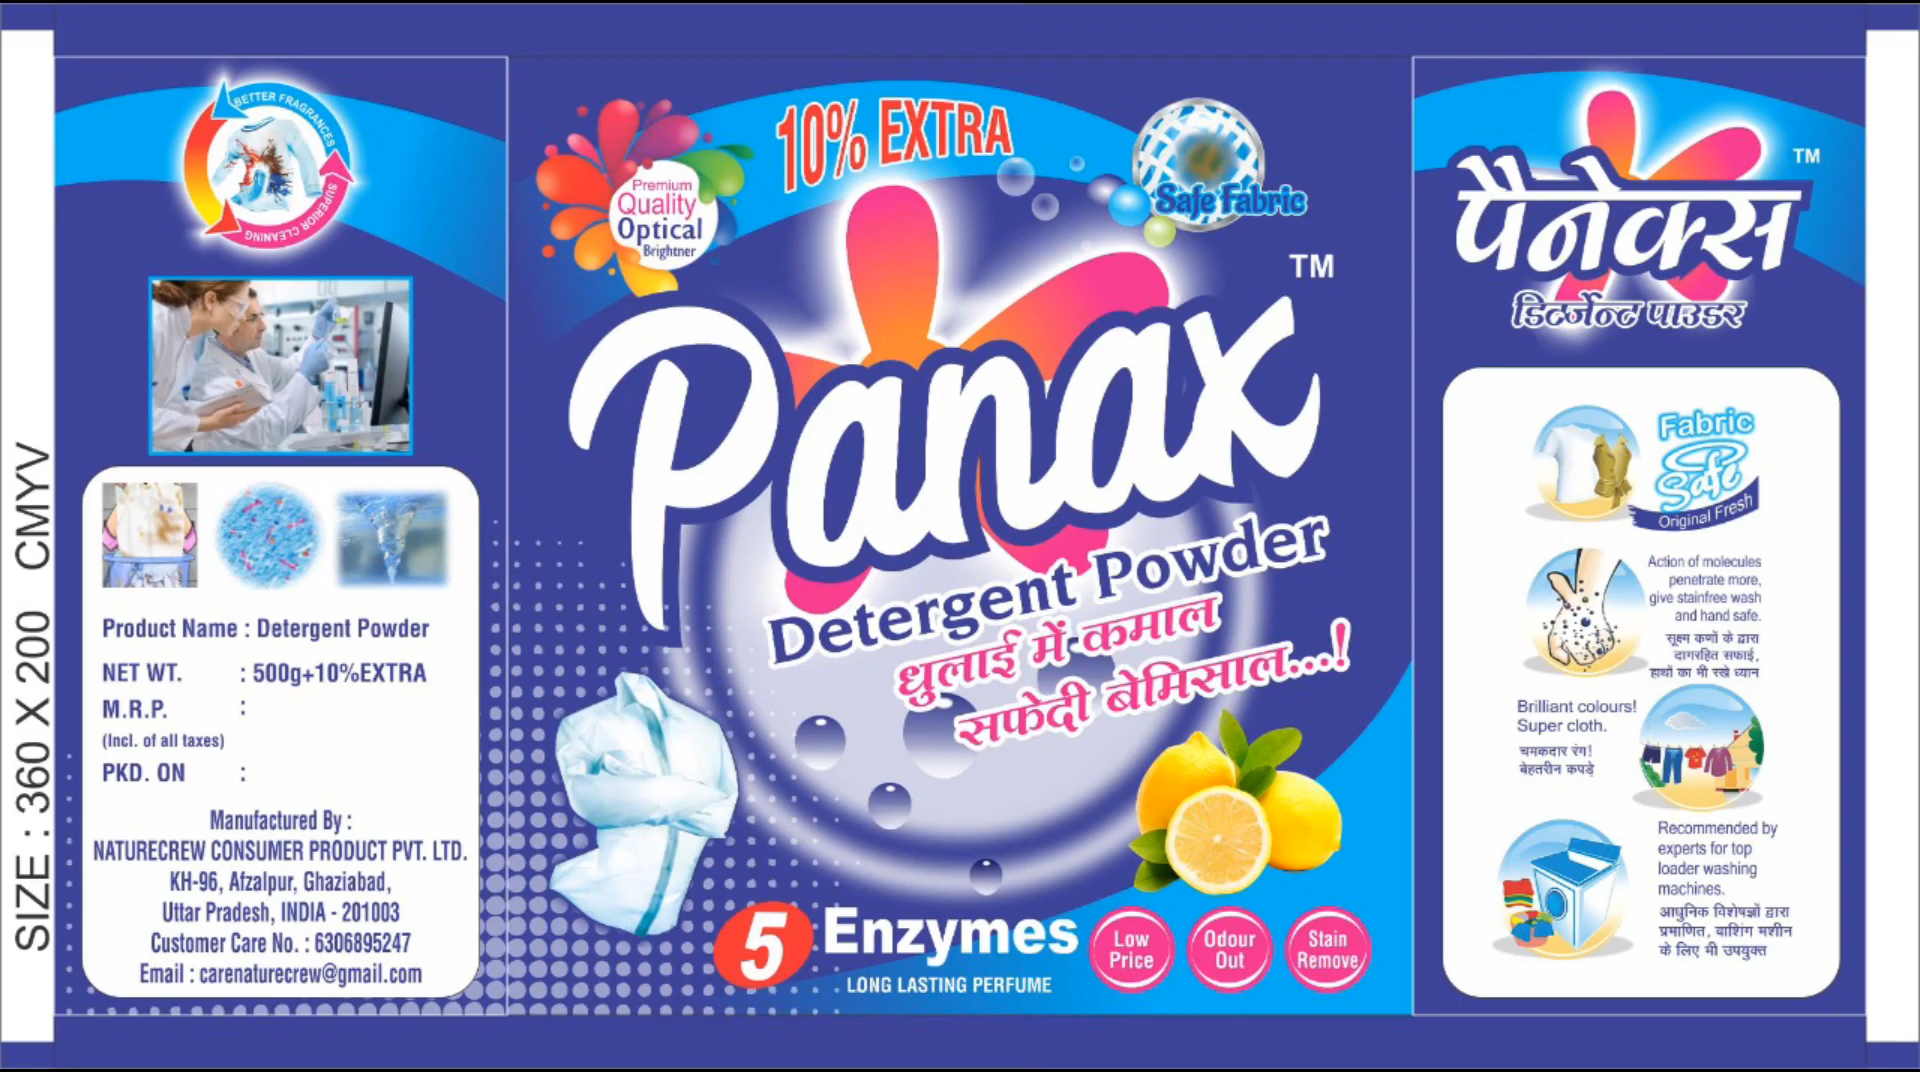 SIZE : 360 X 200 CMYV
BETTER FRAGRANCES
SUPERIOR CLEANING
Product Name : Detergent Powder
NET WT. : 500g+10%EXTRA
M.R.P. :
(Incl. of all taxes)
PKD. ON :
Manufactured By :
NATURECREW CONSUMER PRODUCT PVT. LTD.
KH-96, Afzalpur, Ghaziabad,
Uttar Pradesh, INDIA - 201003
Customer Care No. : 6306895247
Email : carenaturecrew@gmail.com
Premium
Quality
Optical
Brightner
10% EXTRA
Safe Fabric
Panax TM
Detergent Powder
धुलाई में कमाल
सफेदी बेमिसाल...!
5 Enzymes
LONG LASTING PERFUME
Low
Price
Odour
Out
Stain
Remove
पैनेक्स TM
डिटर्जेन्ट पाउडर
Fabric
Safe
Original Fresh
Action of molecules
penetrate more,
give stainfree wash
and hand safe.
सूक्ष्म कणों के द्वारा
दागरहित सफाई,
हाथों का भी रखे ध्यान
Brilliant colours!
Super cloth.
चमकदार रंग!
बेहतरीन कपड़े
Recommended by
experts for top
loader washing
machines.
आधुनिक विशेषज्ञों द्वारा
प्रमाणित, वाशिंग मशीन
के लिए भी उपयुक्त